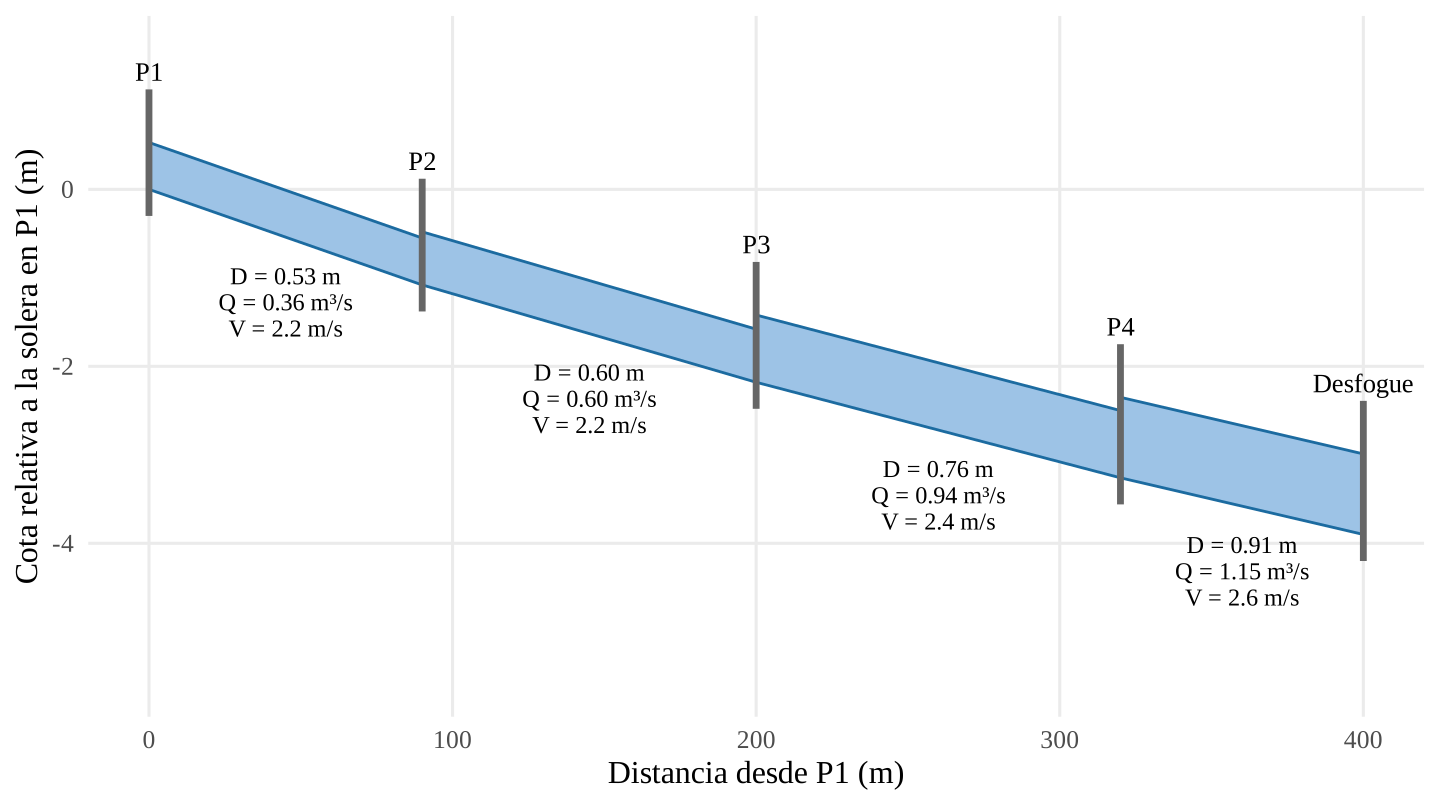 P1
P2
P3
P4
Desfogue
D = 0.53 m
Q = 0.36 m³/s
V = 2.2 m/s
D = 0.60 m
Q = 0.60 m³/s
V = 2.2 m/s
D = 0.76 m
Q = 0.94 m³/s
V = 2.4 m/s
D = 0.91 m
Q = 1.15 m³/s
V = 2.6 m/s
Cota relativa a la solera en P1 (m)
0
-2
-4
0
100
200
300
400
Distancia desde P1 (m)